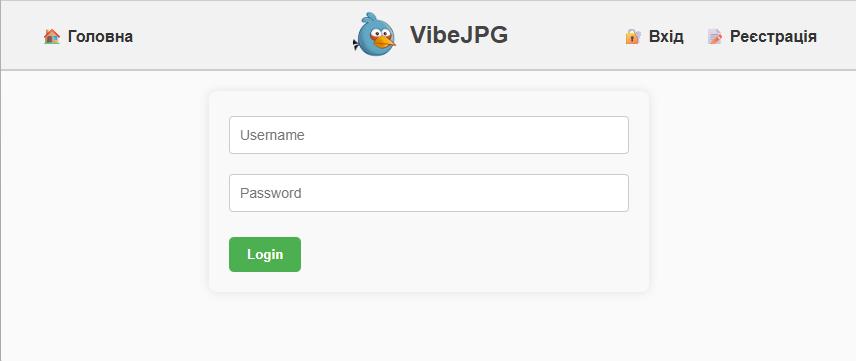 Головна
VibeJPG
Вхід
Реєстрація
Username
Password
Login